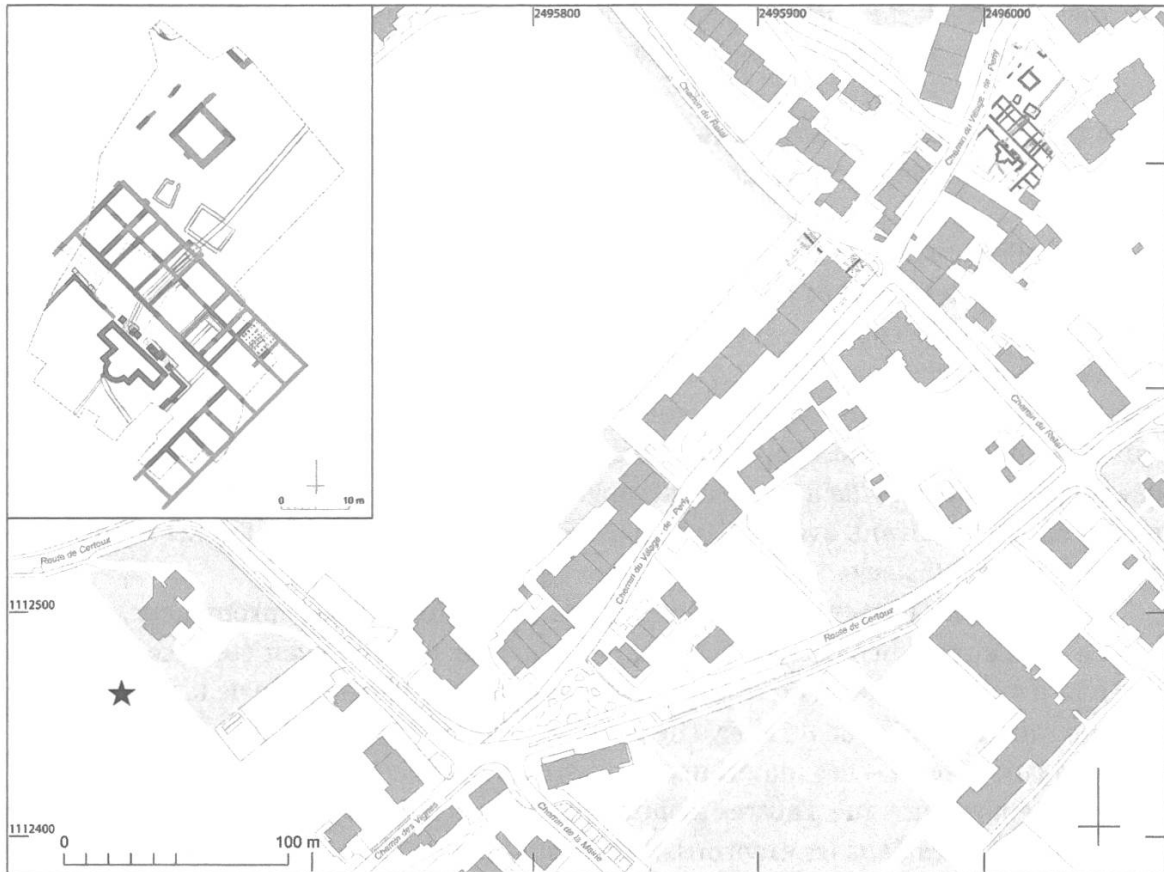 2495800
2495900
2496000
Chemin du Relai
Chemin du Village - de - Perly
0 10 m
Chemin du Relai
Chemin du Village - de - Perly
Route de Certoux
1112500
Route de Certoux
1112400
0 100 m
Chemin des Vignes
Chemin de la Mairie